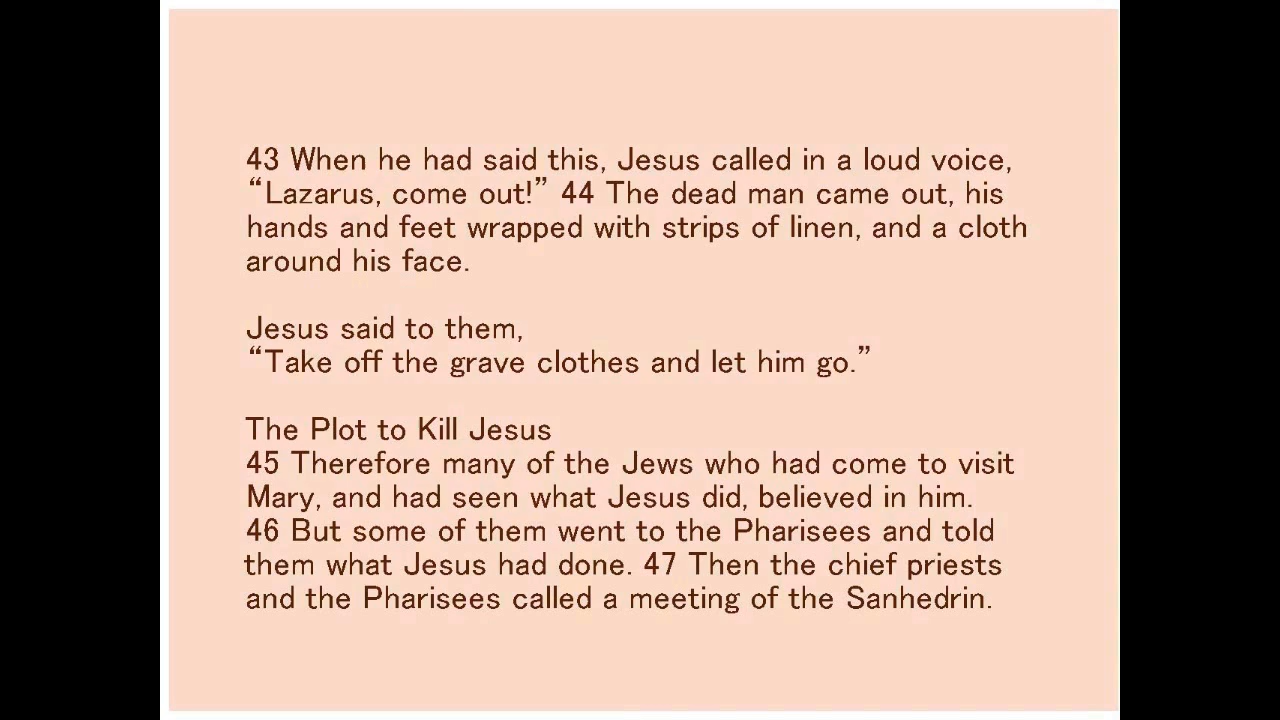 43 When he had said this, Jesus called in a loud voice,
“Lazarus, come out!” 44 The dead man came out, his
hands and feet wrapped with strips of linen, and a cloth
around his face.
Jesus said to them,
“Take off the grave clothes and let him go.”
The Plot to Kill Jesus
45 Therefore many of the Jews who had come to visit
Mary, and had seen what Jesus did, believed in him.
46 But some of them went to the Pharisees and told
them what Jesus had done. 47 Then the chief priests
and the Pharisees called a meeting of the Sanhedrin.